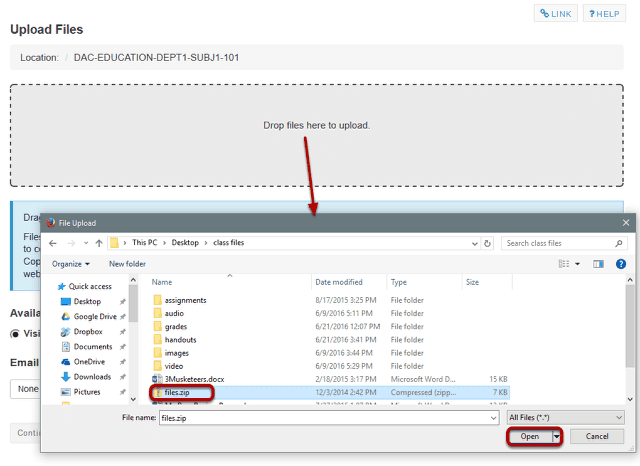 LINK
HELP
Upload Files
Location: / DAC-EDUCATION-DEPT1-SUBJ1-101
Drop files here to upload.
File Upload
This PC > Desktop > class files
Search class files
Organize
New folder
Name Date modified Type Size
Quick access
Desktop
Google Drive
Dropbox
Documents
OneDrive
Downloads
Pictures
assignments 8/17/2015 3:25 PM File folder
audio 6/9/2016 5:11 PM File folder
grades 6/21/2016 12:07 PM File folder
handouts 6/21/2016 3:41 PM File folder
images 6/9/2016 3:44 PM File folder
video 6/9/2016 5:29 PM File folder
3Musketeers.docx 2/18/2015 3:17 PM Microsoft Word D... 15 KB
files.zip 12/3/2014 2:42 PM Compressed (zipp... 7 KB
File name: files.zip
All Files (*.*)
Open
Cancel
Files
to c
Cop
web
Availa
Visi
Email
None
Conti